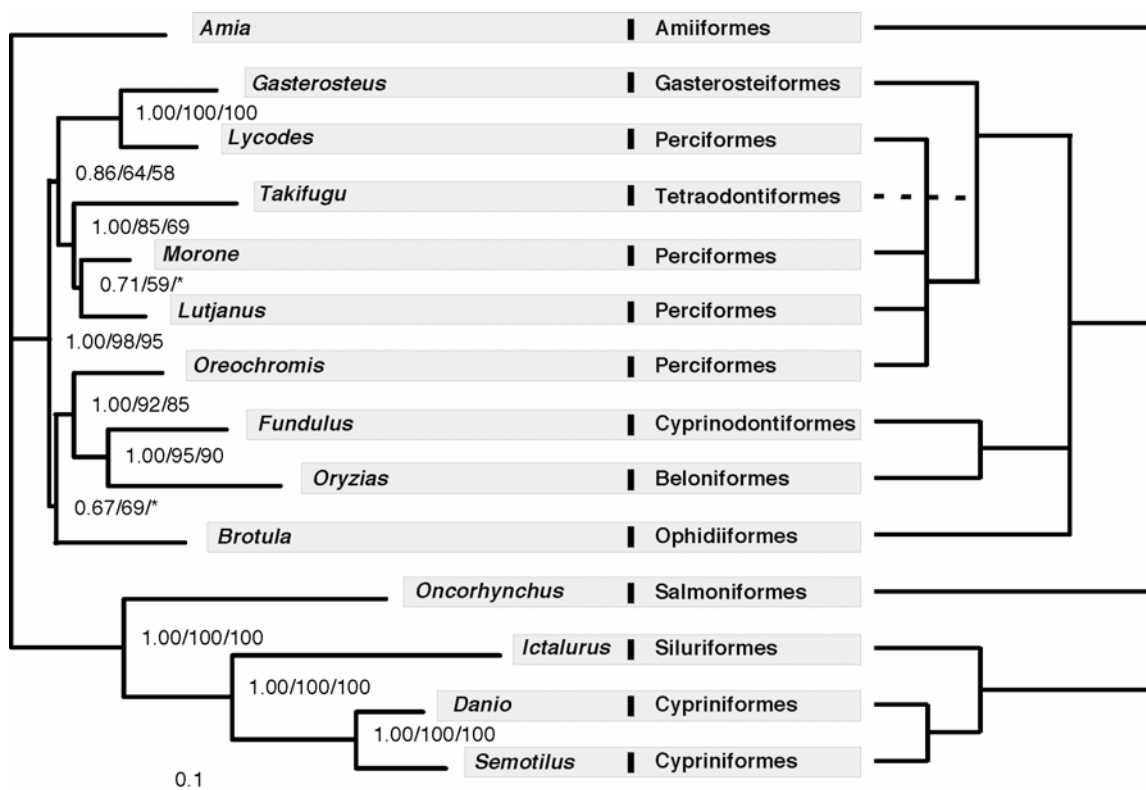 Amia Amiiformes
Gasterosteus Gasterosteiformes
1.00/100/100
Lycodes Perciformes
0.86/64/58
Takifugu Tetraodontiformes
1.00/85/69
Morone Perciformes
0.71/59/*
Lutjanus Perciformes
1.00/98/95
Oreochromis Perciformes
1.00/92/85
Fundulus Cyprinodontiformes
1.00/95/90
Oryzias Beloniformes
0.67/69/*
Brotula Ophidiiformes
Oncorhynchus Salmoniformes
1.00/100/100
Ictalurus Siluriformes
1.00/100/100
Danio Cypriniformes
1.00/100/100
Semotilus Cypriniformes
0.1